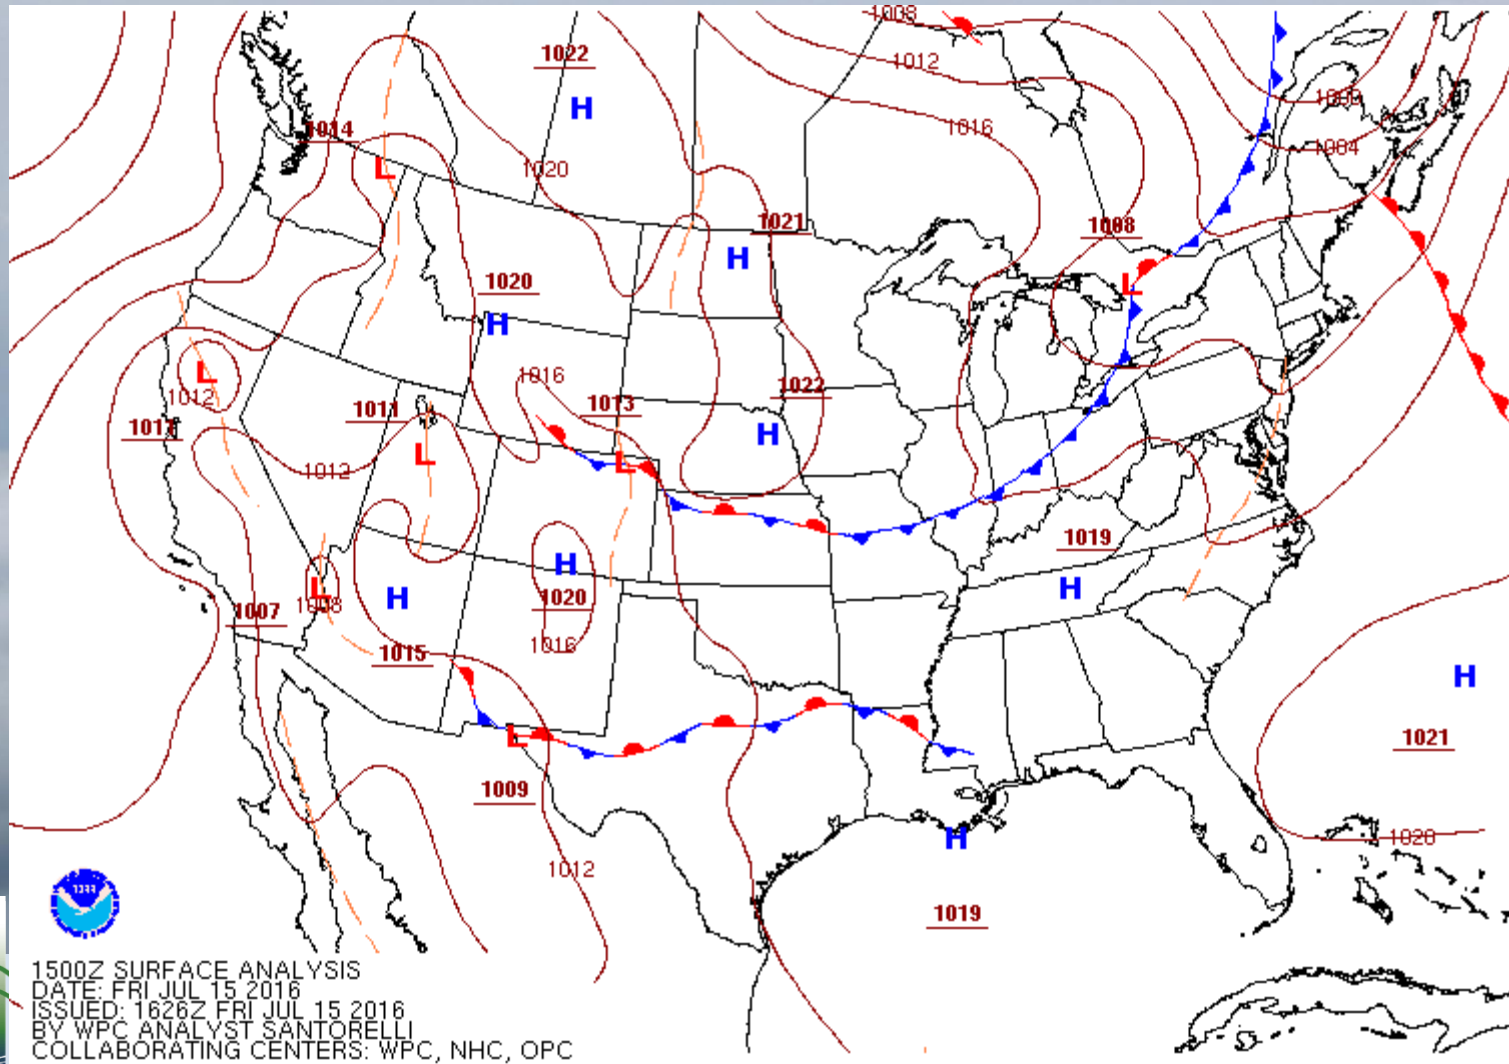 1008
1022
1012
1000
1014
1016
1004
1020
1021
1008
1020
1016
1012
1011
1013
1022
1017
1012
1019
1008
1007
1020
1016
1015
1021
1009
1020
1012
1019
1500Z SURFACE ANALYSIS
DATE: FRI JUL 15 2016
ISSUED: 1626Z FRI JUL 15 2016
BY WPC ANALYST SANTORELLI
COLLABORATING CENTERS: WPC, NHC, OPC
H
L
H
H
H
L
L
H
L
L
H
L
H
H
H
L
H